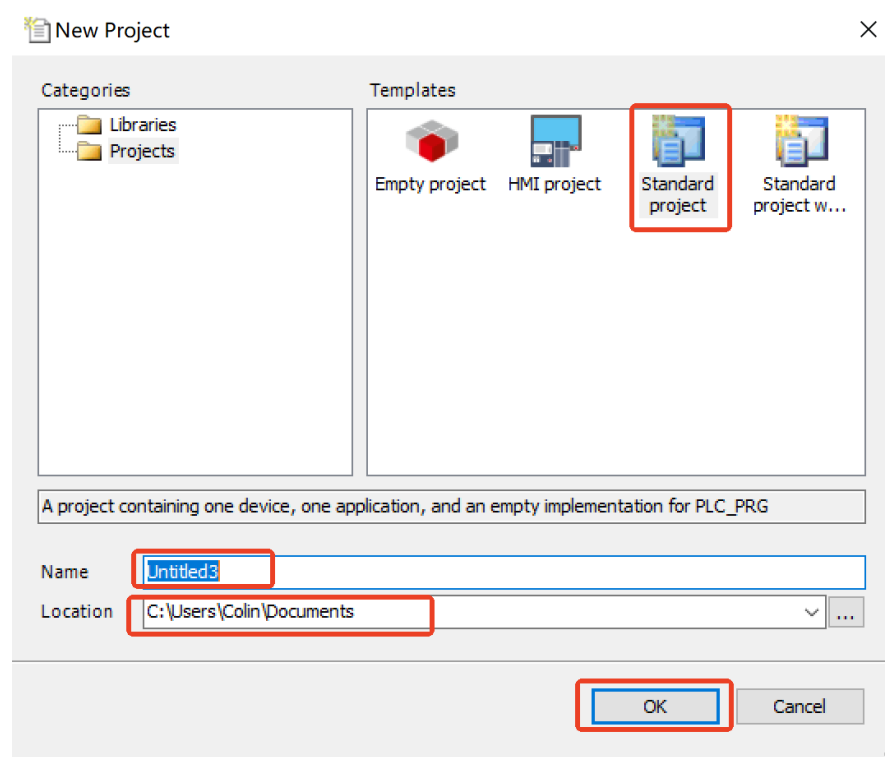 New Project
Categories
Templates
Libraries
Projects
Empty project
HMI project
Standard
project
Standard
project w...
A project containing one device, one application, and an empty implementation for PLC_PRG
Name
Untitled3
Location
C:\Users\Colin\Documents
...
OK
Cancel